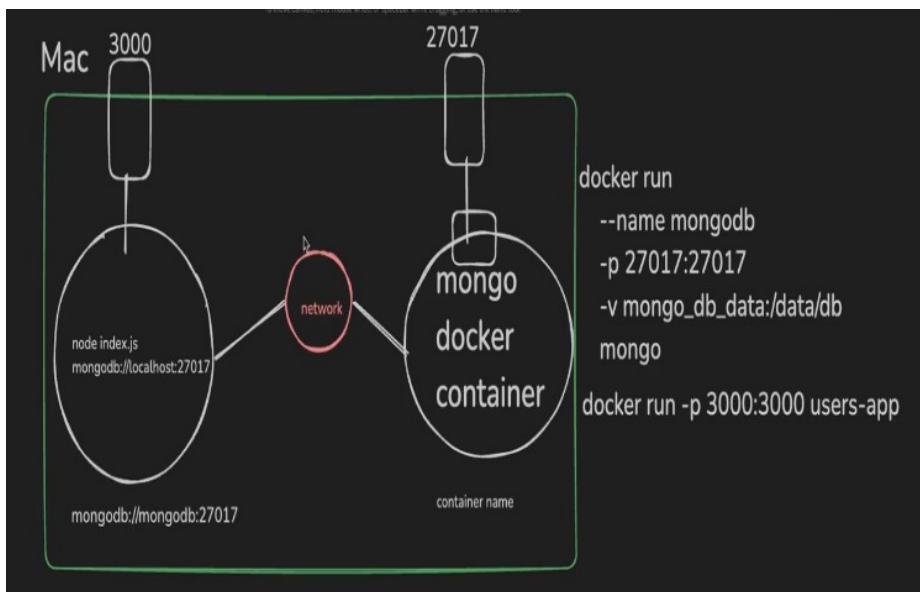 Mac
3000
27017
docker run
--name mongodb
-p 27017:27017
-v mongo_db_data:/data/db
mongo
docker run -p 3000:3000 users-app
network
mongo
docker
container
node index.js
mongodb://localhost:27017
mongodb://mongodb:27017
container name